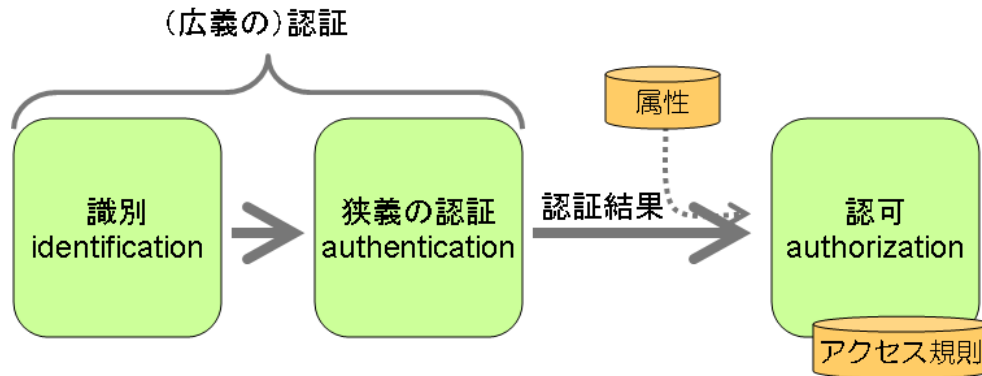 (広義の)認証
属性
識別
identification
狭義の認証
authentication
認証結果
認可
authorization
アクセス規則